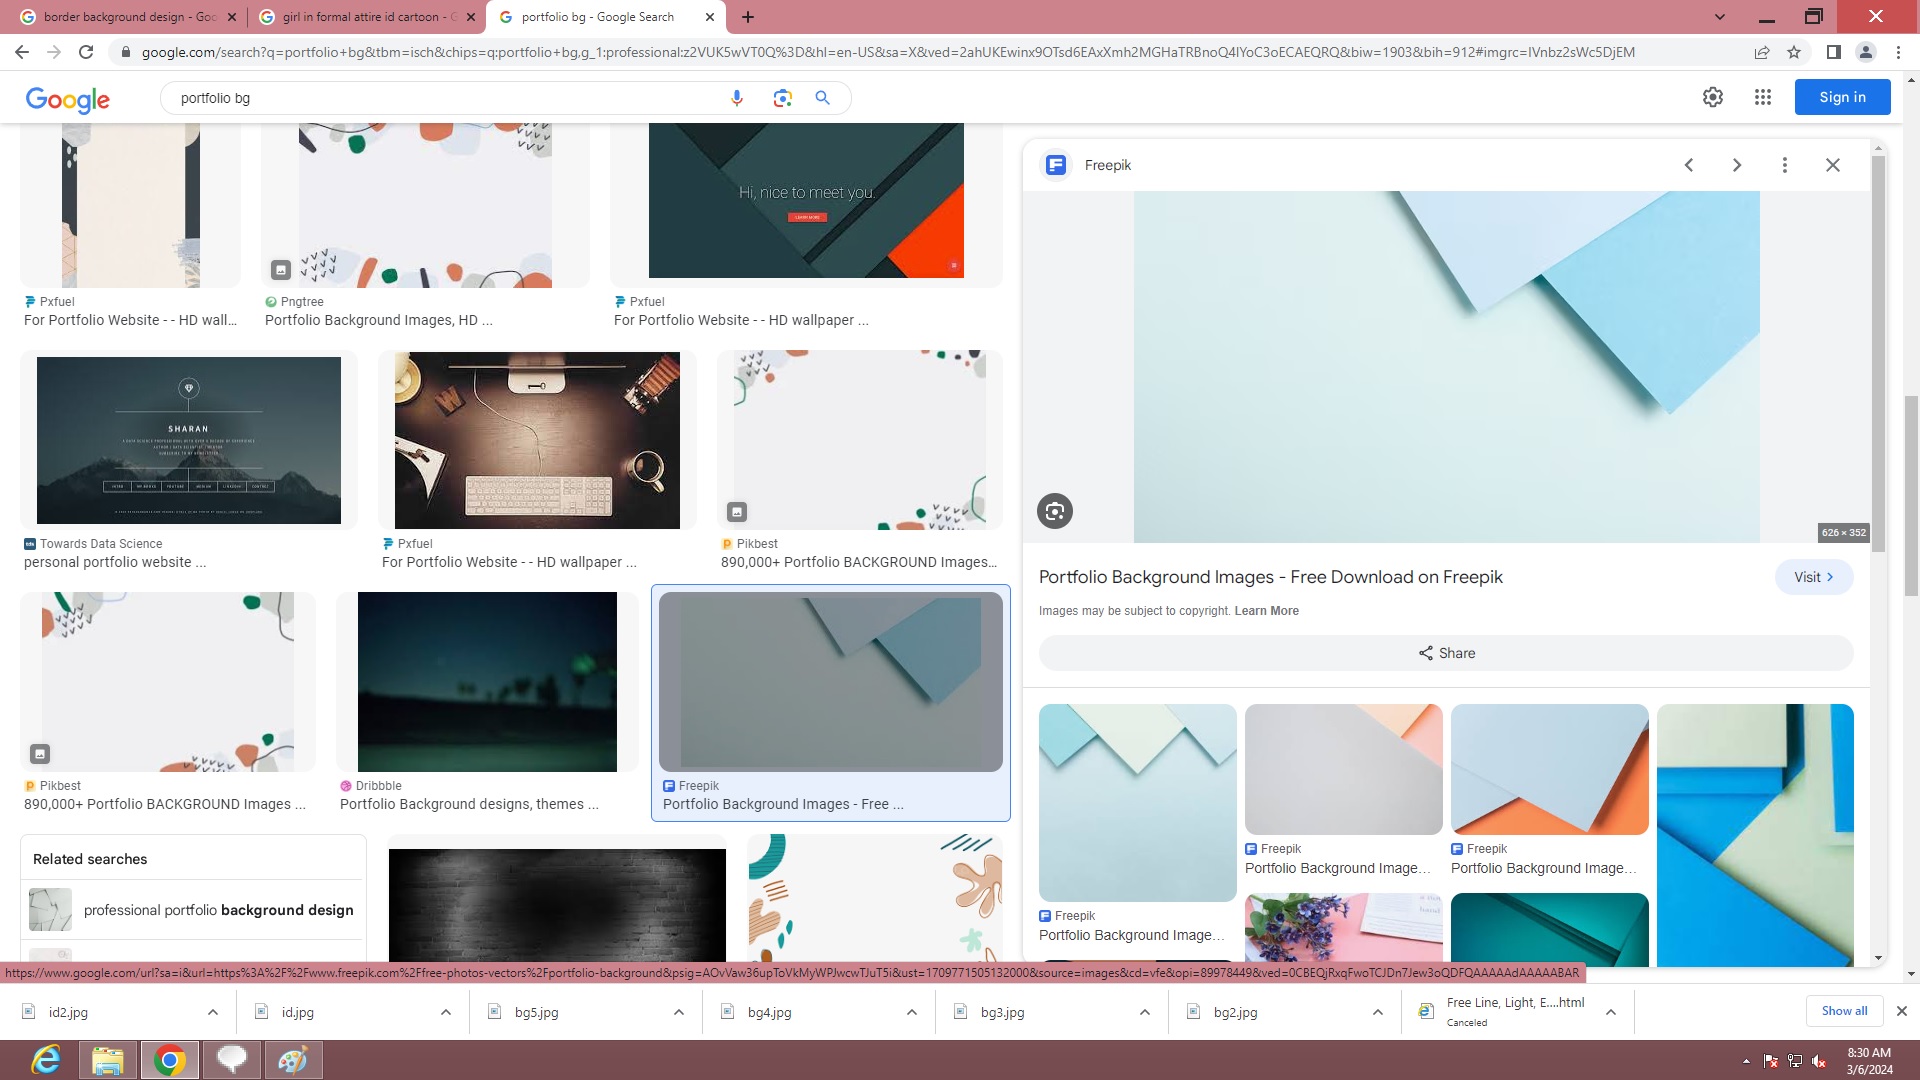 border background design - Goo
girl in formal attire id cartoon - G
portfolio bg - Google Search
google.com/search?q=portfolio+bg&tbm=isch&chips=q:portfolio+bg,g_1:professional:z2VUK5wVT0Q%3D&hl=en-US&sa=X&ved=2ahUKEwinx9OTsd6EAxXmh2MGHaTRBnoQ4lYoC3oECAEQRQ&biw=1903&bih=912#imgrc=IVnbz2sWc5DjEM
Google
portfolio bg
Sign in
Hi, nice to meet you.
LEARN MORE
Pxfuel
For Portfolio Website - - HD wall...
Pngtree
Portfolio Background Images, HD ...
Pxfuel
For Portfolio Website - - HD wallpaper ...
SHARAN
Towards Data Science
personal portfolio website ...
Pxfuel
For Portfolio Website - - HD wallpaper ...
Pikbest
890,000+ Portfolio BACKGROUND Images...
Pikbest
890,000+ Portfolio BACKGROUND Images ...
Dribbble
Portfolio Background designs, themes ...
Freepik
Portfolio Background Images - Free ...
Related searches
professional portfolio background design
Freepik
626 × 352
Portfolio Background Images - Free Download on Freepik
Visit
Images may be subject to copyright. Learn More
Share
Freepik
Portfolio Background Image...
Freepik
Portfolio Background Image...
Freepik
Portfolio Background Image...
https://www.google.com/url?sa=i&url=https%3A%2F%2Fwww.freepik.com%2Ffree-photos-vectors%2Fportfolio-background&psig=AOvVaw36upToVkMyWPJwcwTJuT5i&ust=1709771505132000&source=images&cd=vfe&opi=89978449&ved=0CBEQjRxqFwoTCJDn7Jew3oQDFQAAAAAdAAAAABAR
id2.jpg
id.jpg
bg5.jpg
bg4.jpg
bg3.jpg
bg2.jpg
Free Line, Light, E....html
Canceled
Show all
8:30 AM
3/6/2024